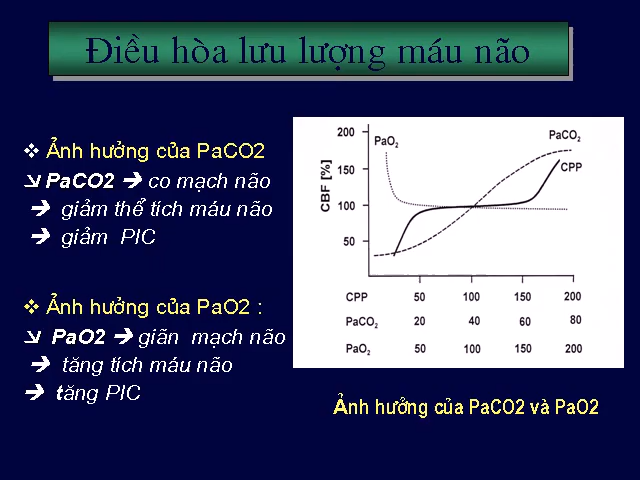 Điều hòa lưu lượng máu não
❖ Ảnh hưởng của PaCO2
↘ PaCO2 → co mạch não
→ giảm thể tích máu não
→ giảm PIC
❖ Ảnh hưởng của PaO2 :
↘ PaO2 → giãn mạch não
→ tăng tích máu não
→ tăng PIC
CBF [%]
200
150
100
50
PaO2
PaCO2
CPP
CPP 50 100 150 200
PaCO2 20 40 60 80
PaO2 50 100 150 200
Ảnh hưởng của PaCO2 và PaO2